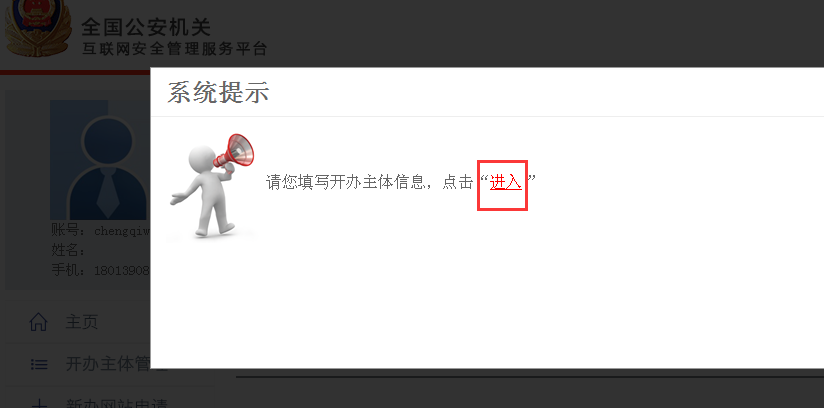 全国公安机关
互联网安全管理服务平台
系统提示
请您填写开办主体信息，点击“进入”
账号：chengqiw
姓名：
手机：18013908
主页
开办主体管理
新办网站申请